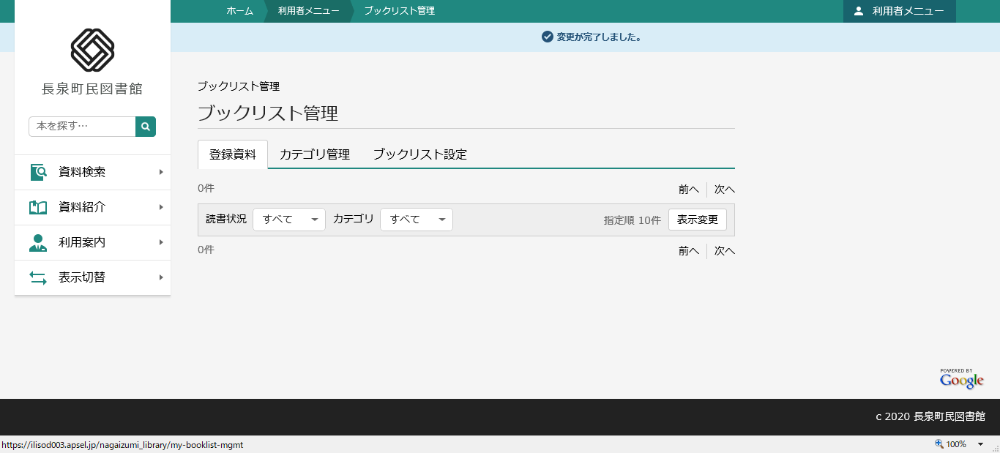 ホーム
利用者メニュー
ブックリスト管理
利用者メニュー
変更が完了しました。
長泉町民図書館
本を探す…
資料検索
資料紹介
利用案内
表示切替
ブックリスト管理
ブックリスト管理
登録資料
カテゴリ管理
ブックリスト設定
0件
前へ
次へ
読書状況
すべて
カテゴリ
すべて
指定順 10件
表示変更
0件
前へ
次へ
POWERED BY
Google
c 2020 長泉町民図書館
https://ilisod003.apsel.jp/nagaizumi_library/my-booklist-mgmt
100%